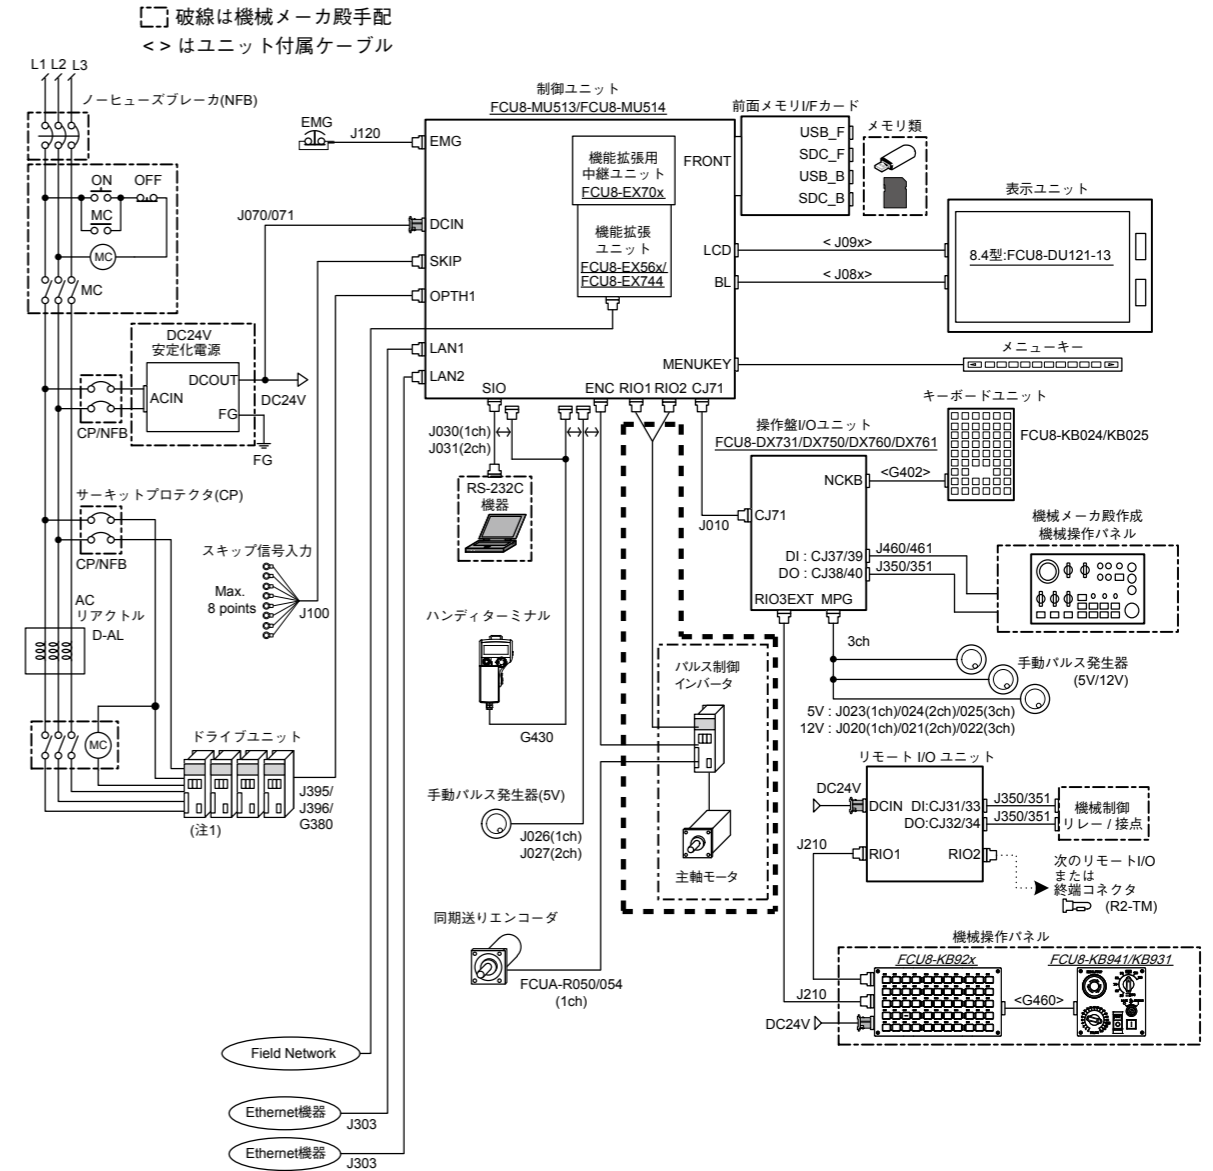 破線は機械メーカ殿手配
< > はユニット付属ケーブル
L1 L2 L3
ノーヒューズブレーカ(NFB)
ON OFF
MC
MC
MC
DC24V
安定化電源
DCOUT
ACIN
FG
DC24V
FG
CP/NFB
サーキットプロテクタ(CP)
CP/NFB
AC
リアクトル
D-AL
MC
ドライブユニット
(注1)
J395/
J396/
G380
スキップ信号入力
Max.
8 points
J100
EMG
J120
J070/071
制御ユニット
FCU8-MU513/FCU8-MU514
EMG
DCIN
SKIP
OPTH1
LAN1
LAN2
機能拡張用
中継ユニット
FCU8-EX70x
機能拡張
ユニット
FCU8-EX56x/
FCU8-EX744
FRONT
LCD
BL
MENUKEY
SIO
ENC RIO1 RIO2 CJ71
前面メモリI/Fカード
USB_F
SDC_F
USB_B
SDC_B
メモリ類
表示ユニット
8.4型:FCU8-DU121-13
< J09x>
< J08x>
メニューキー
キーボードユニット
FCU8-KB024/KB025
操作盤I/Oユニット
FCU8-DX731/DX750/DX760/DX761
NCKB
<G402>
CJ71
J010
DI : CJ37/39
DO : CJ38/40
RIO3EXT MPG
J460/461
J350/351
機械メーカ殿作成
機械操作パネル
3ch
手動パルス発生器
(5V/12V)
5V : J023(1ch)/024(2ch)/025(3ch)
12V : J020(1ch)/021(2ch)/022(3ch)
J030(1ch)
J031(2ch)
RS-232C
機器
ハンディターミナル
G430
手動パルス発生器(5V)
J026(1ch)
J027(2ch)
同期送りエンコーダ
FCUA-R050/054
(1ch)
パルス制御
インバータ
主軸モータ
リモート I/O ユニット
DC24V
DCIN
DI:CJ31/33
DO:CJ32/34
J350/351
J350/351
機械制御
リレー / 接点
J210
RIO1
RIO2
次のリモートI/O
または
終端コネクタ
(R2-TM)
機械操作パネル
FCU8-KB92x
FCU8-KB941/KB931
J210
<G460>
DC24V
Field Network
Ethernet機器
J303
Ethernet機器
J303